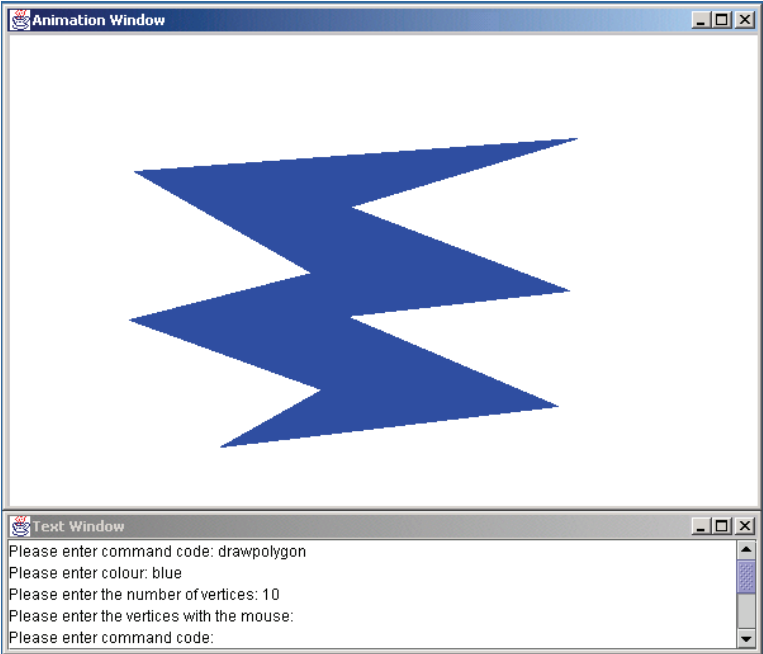 Animation Window
Text Window
Please enter command code: drawpolygon
Please enter colour: blue
Please enter the number of vertices: 10
Please enter the vertices with the mouse:
Please enter command code: